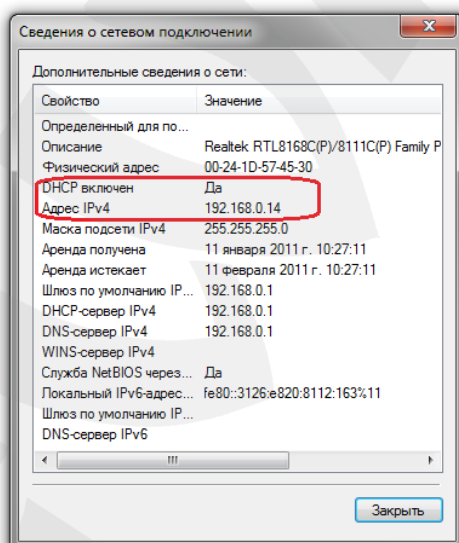 Сведения о сетевом подключении
Дополнительные сведения о сети:
Свойство Значение
Определенный для по...
Описание Realtek RTL8168C(P)/8111C(P) Family P
Физический адрес 00-24-1D-57-45-30
DHCP включен Да
Адрес IPv4 192.168.0.14
Маска подсети IPv4 255.255.255.0
Аренда получена 11 января 2011 г. 10:27:11
Аренда истекает 11 февраля 2011 г. 10:27:11
Шлюз по умолчанию IP... 192.168.0.1
DHCP-сервер IPv4 192.168.0.1
DNS-сервер IPv4 192.168.0.1
WINS-сервер IPv4
Служба NetBIOS через... Да
Локальный IPv6-адрес... fe80::3126:e820:8112:163%11
Шлюз по умолчанию IP...
DNS-сервер IPv6
Закрыть